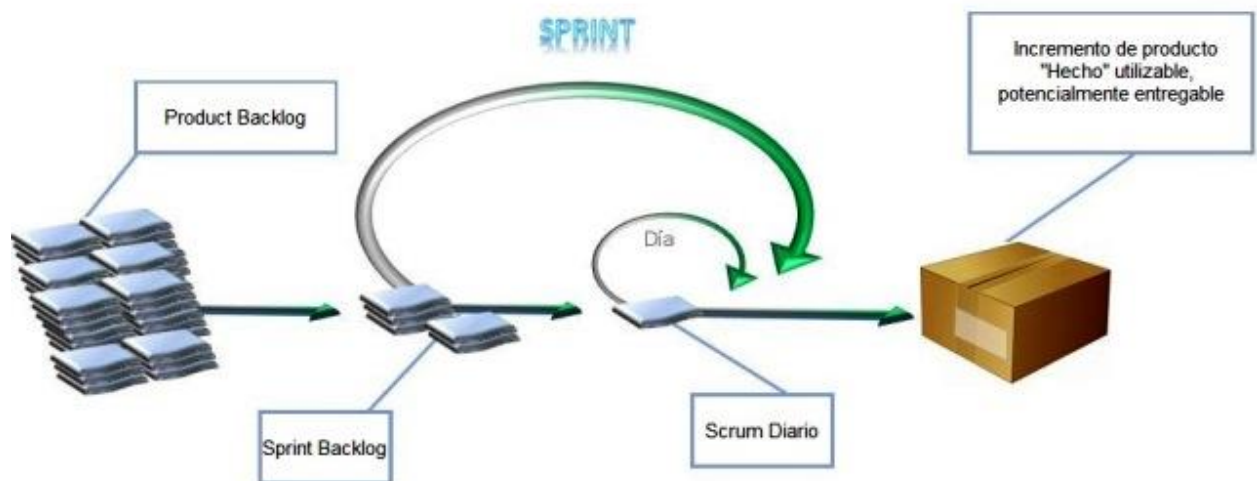 SPRINT
Incremento de producto
"Hecho" utilizable,
potencialmente entregable
Product Backlog
Día
Scrum Diario
Sprint Backlog